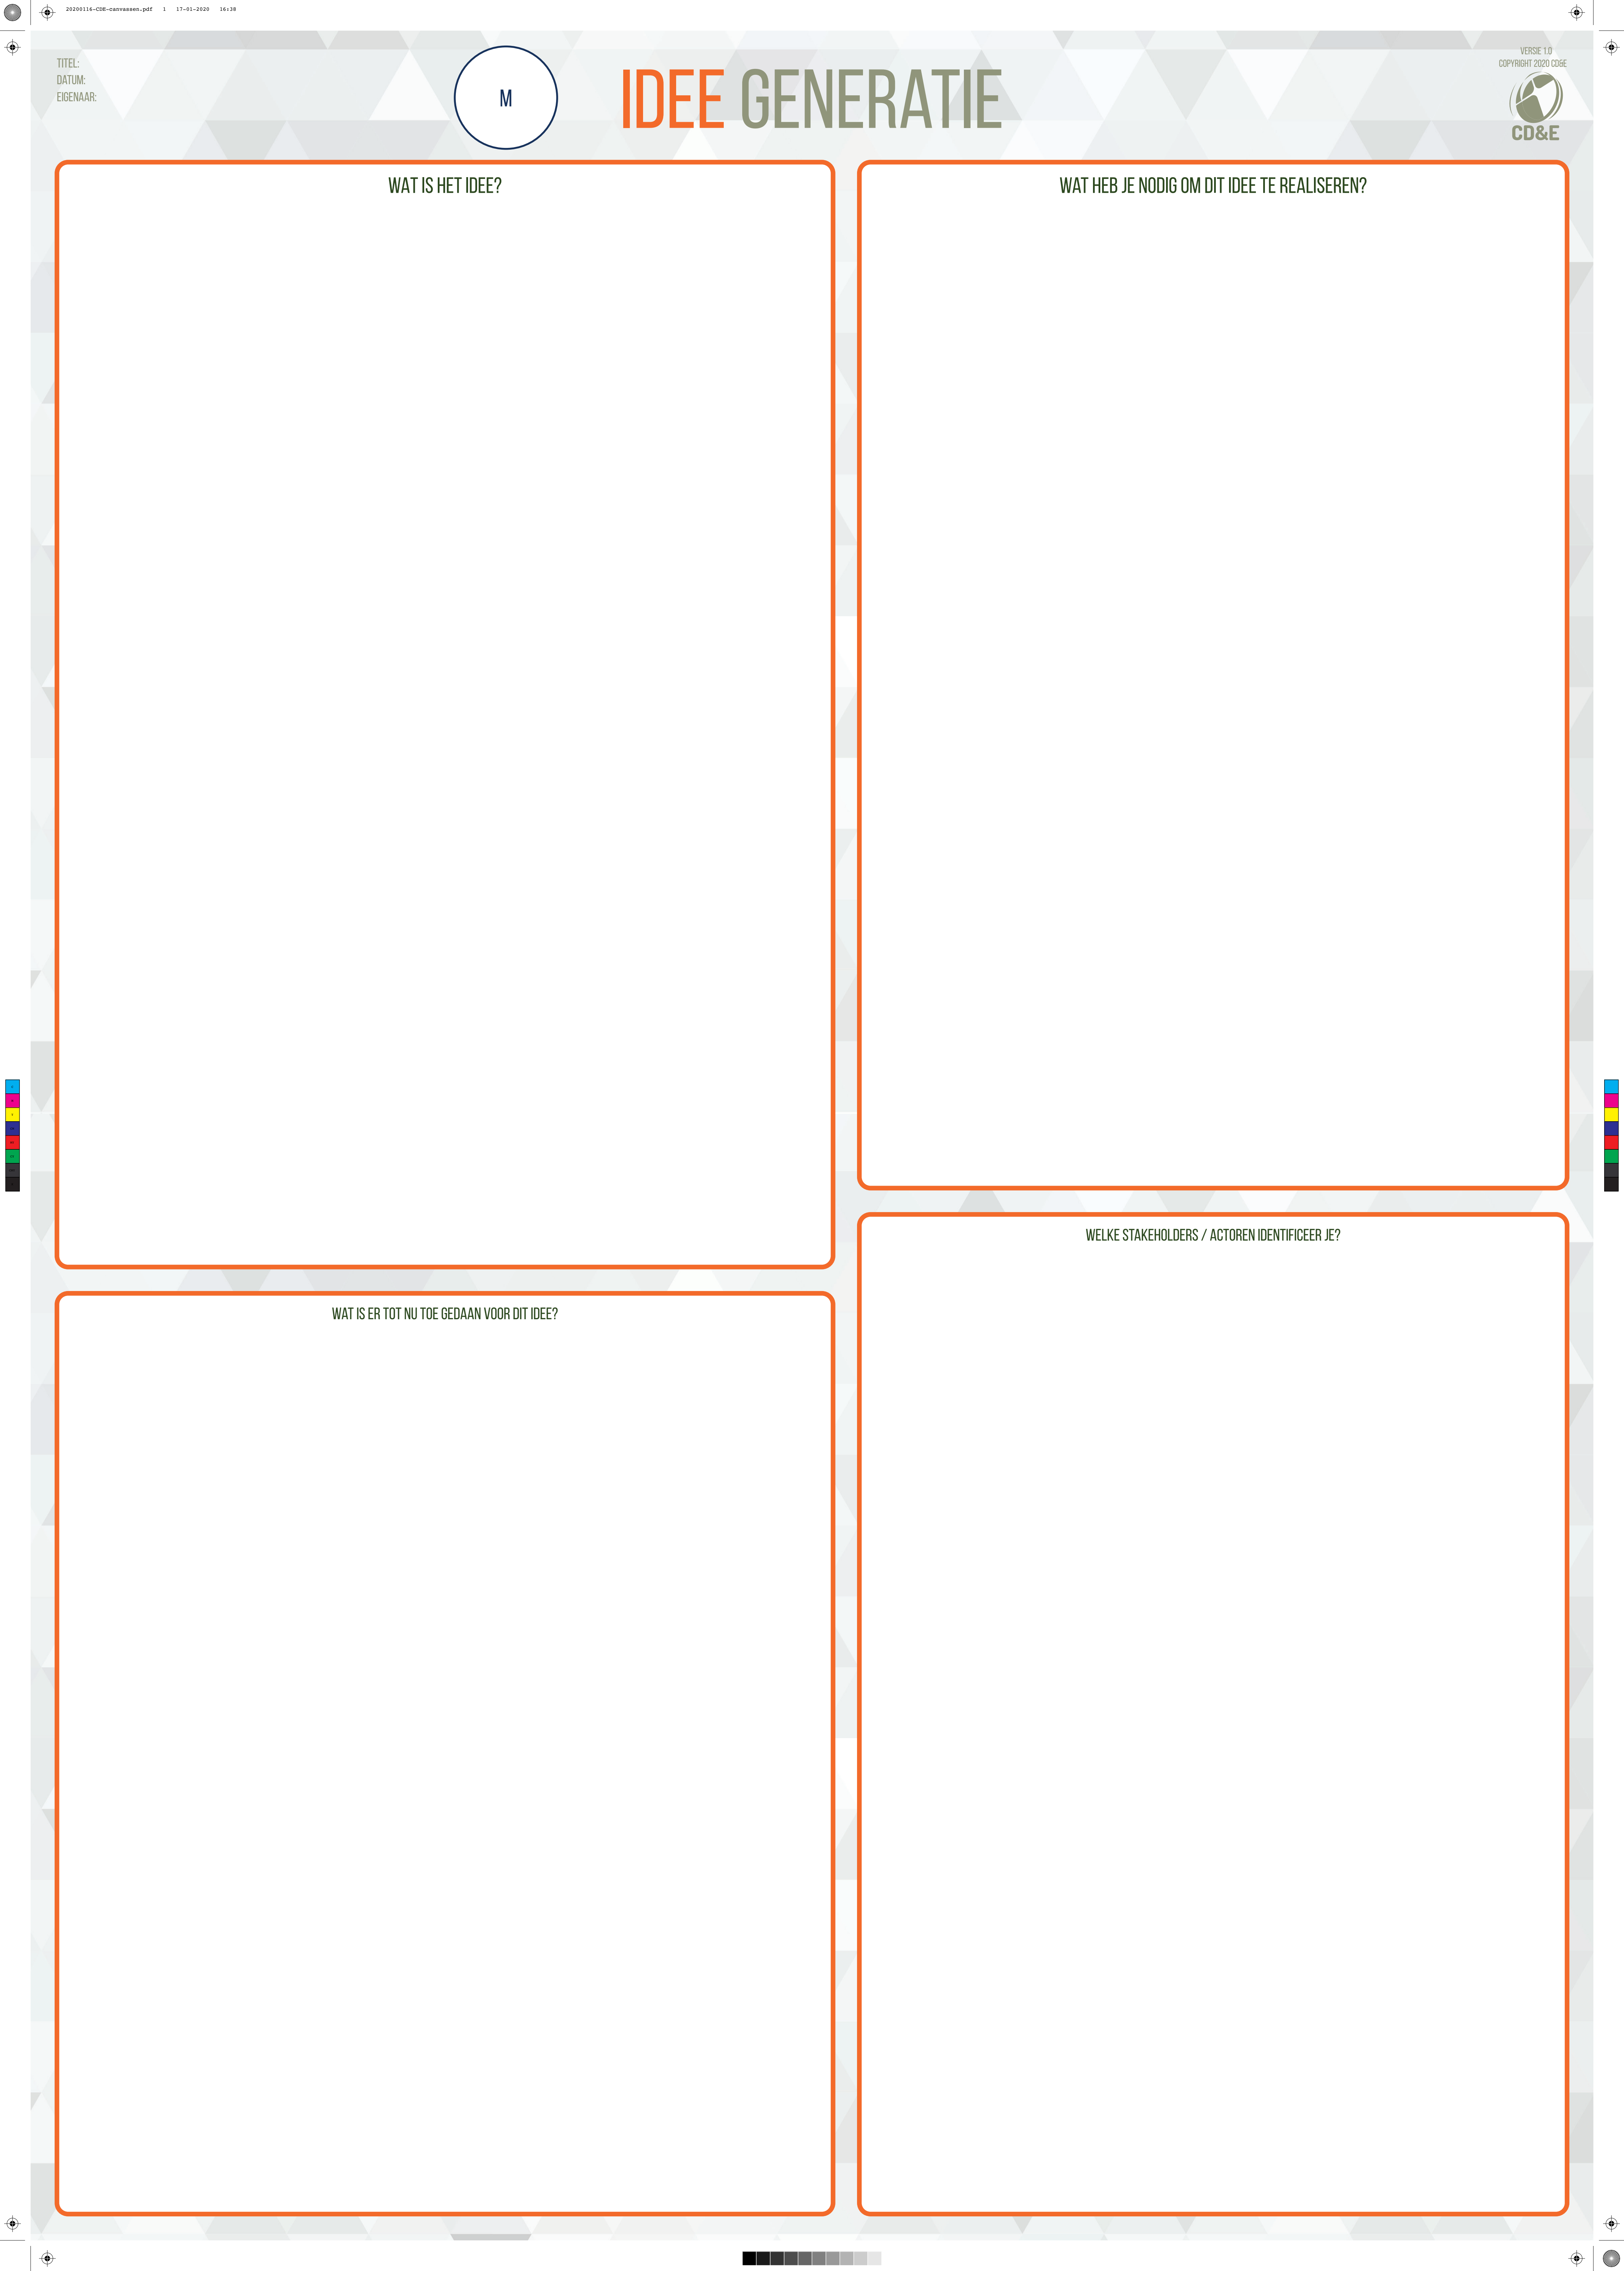 20200116-CDE-canvassen.pdf 1 17-01-2020 16:38
TITEL:
DATUM:
EIGENAAR:
M
IDEE GENERATIE
VERSIE 1.0
COPYRIGHT 2020 CD&E
CD&E
WAT IS HET IDEE?
WAT HEB JE NODIG OM DIT IDEE TE REALISEREN?
WELKE STAKEHOLDERS / ACTOREN IDENTIFICEER JE?
WAT IS ER TOT NU TOE GEDAAN VOOR DIT IDEE?